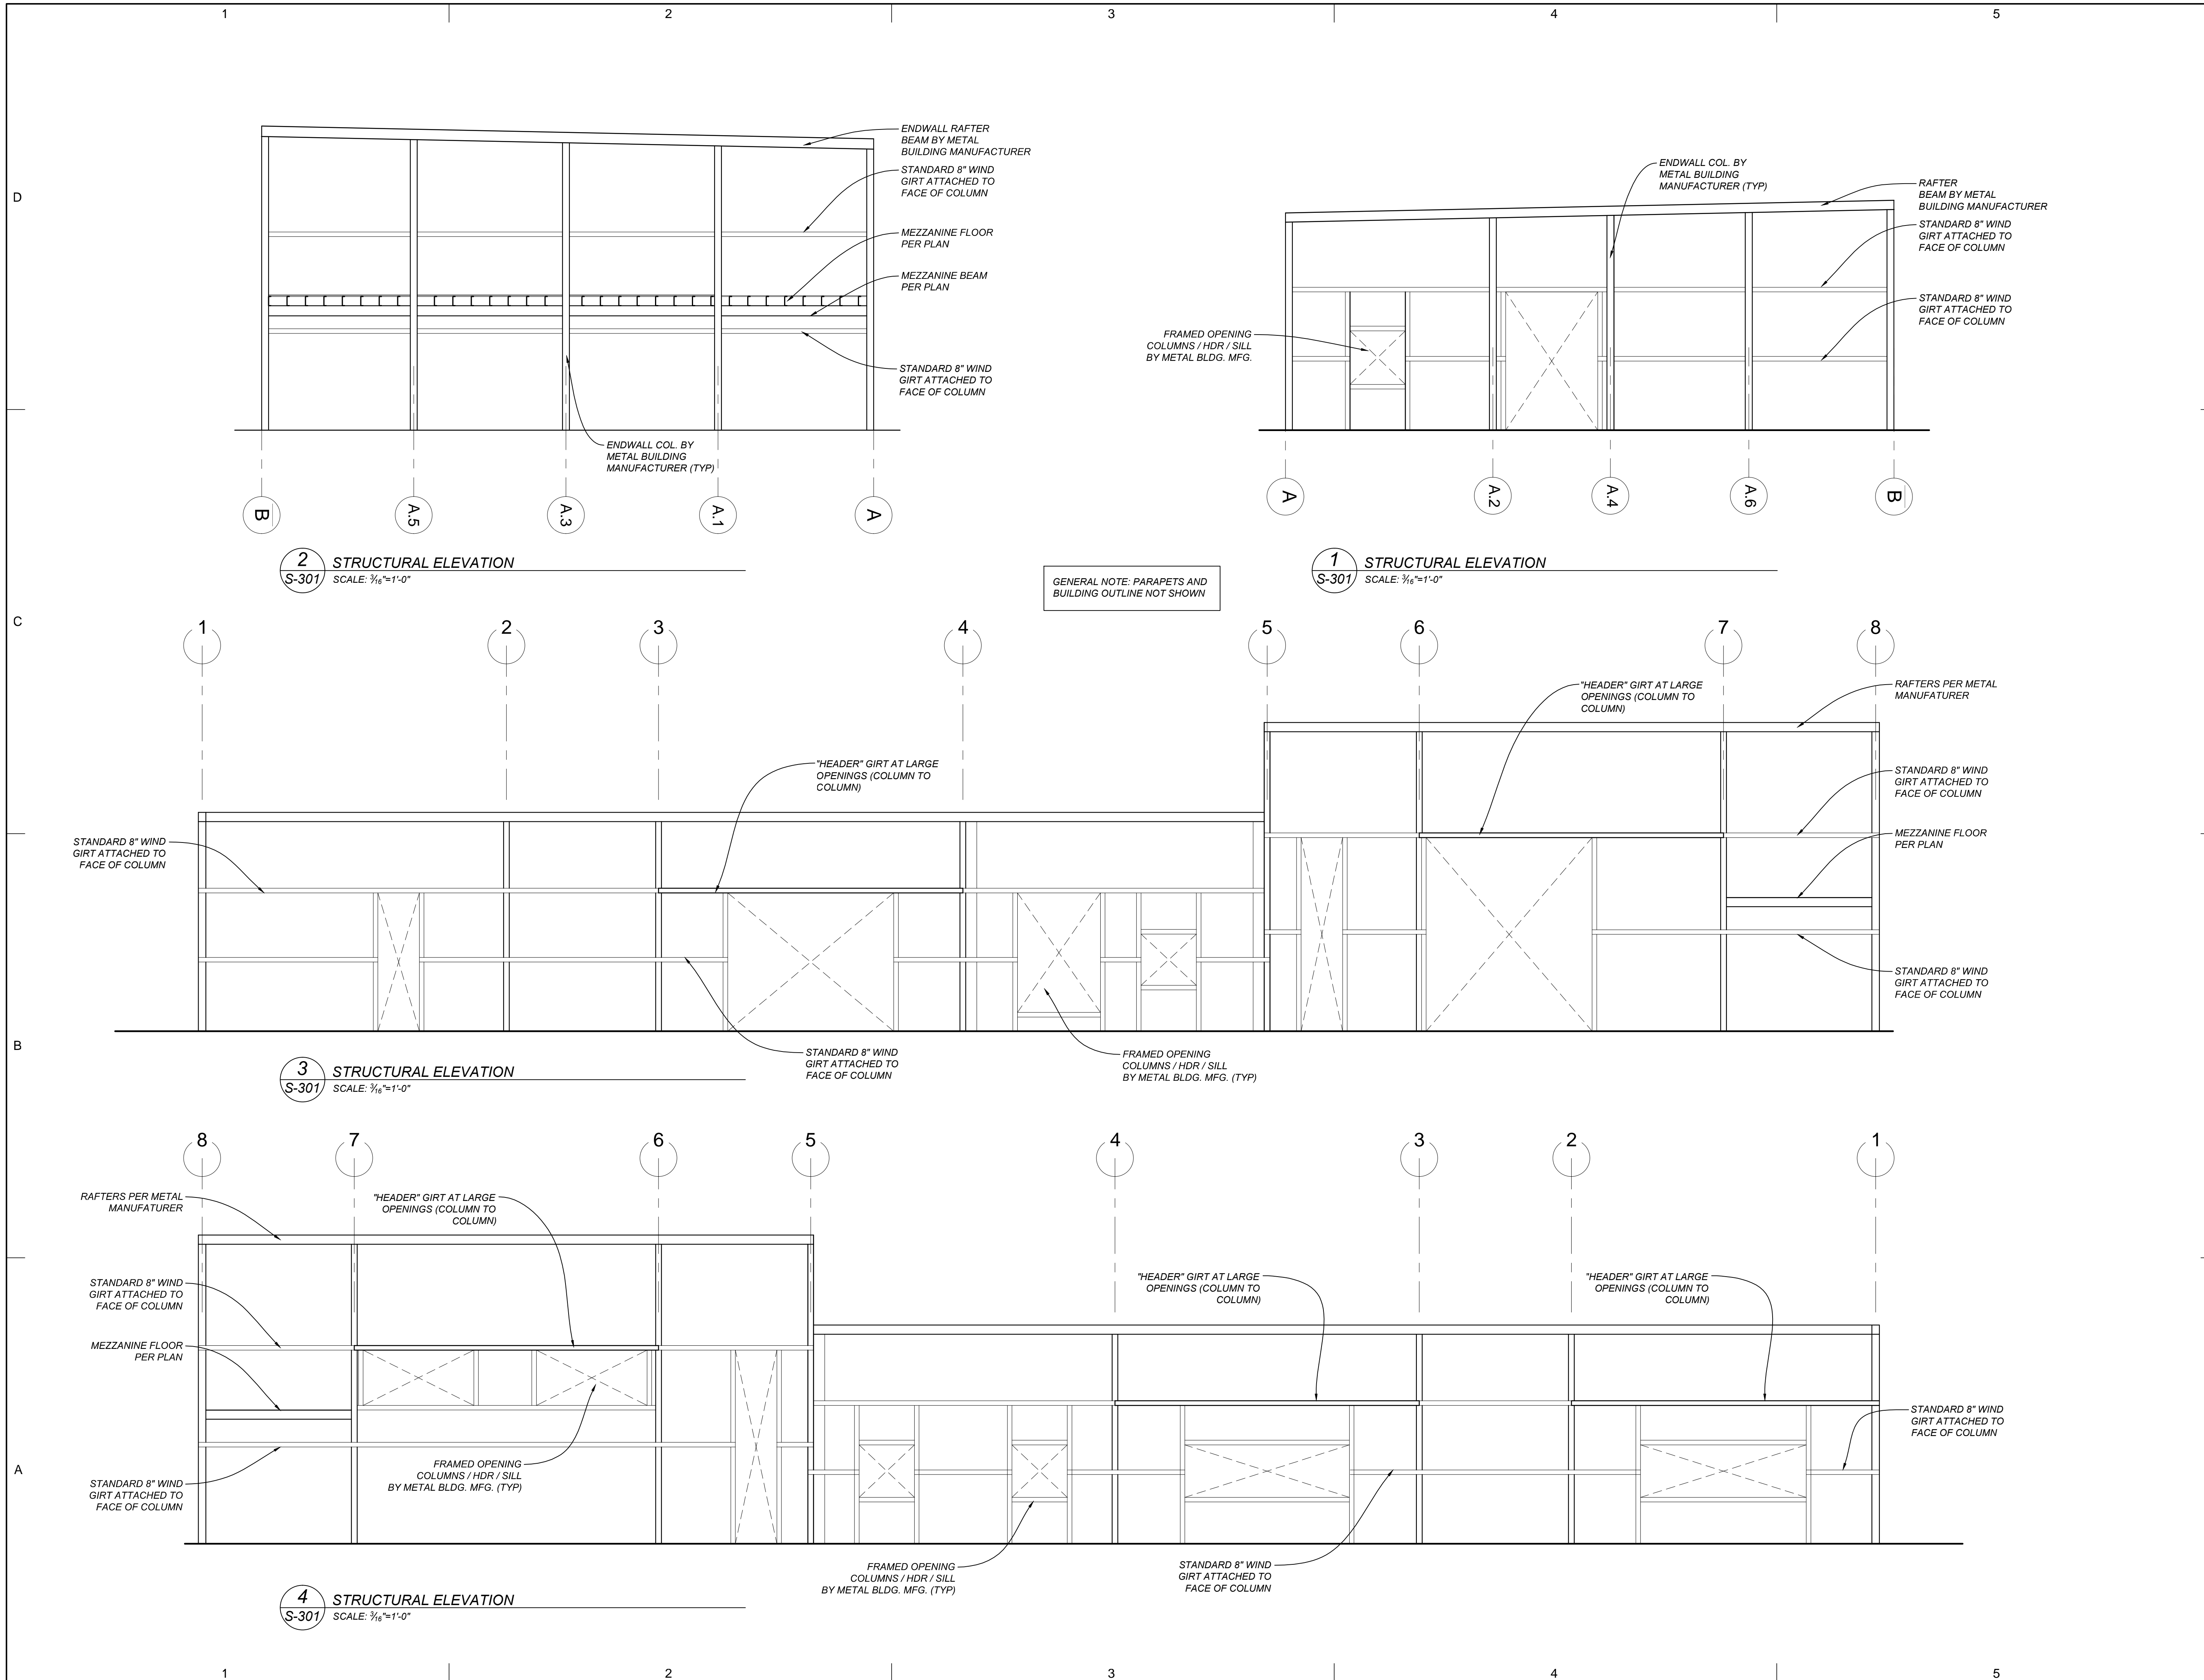 1 2 3 4 5
D
C
B
A
ENDWALL RAFTER
BEAM BY METAL
BUILDING MANUFACTURER
STANDARD 8" WIND
GIRT ATTACHED TO
FACE OF COLUMN
MEZZANINE FLOOR
PER PLAN
MEZZANINE BEAM
PER PLAN
STANDARD 8" WIND
GIRT ATTACHED TO
FACE OF COLUMN
ENDWALL COL. BY
METAL BUILDING
MANUFACTURER (TYP)
B A.5 A.3 A.1 A
2
S-301
STRUCTURAL ELEVATION
SCALE: 3/16"=1'-0"
ENDWALL COL. BY
METAL BUILDING
MANUFACTURER (TYP)
RAFTER
BEAM BY METAL
BUILDING MANUFACTURER
STANDARD 8" WIND
GIRT ATTACHED TO
FACE OF COLUMN
STANDARD 8" WIND
GIRT ATTACHED TO
FACE OF COLUMN
FRAMED OPENING
COLUMNS / HDR / SILL
BY METAL BLDG. MFG.
A A.2 A.4 A.6 B
1
S-301
STRUCTURAL ELEVATION
SCALE: 3/16"=1'-0"
GENERAL NOTE: PARAPETS AND
BUILDING OUTLINE NOT SHOWN
1 2 3 4 5 6 7 8
"HEADER" GIRT AT LARGE
OPENINGS (COLUMN TO
COLUMN)
RAFTERS PER METAL
MANUFATURER
"HEADER" GIRT AT LARGE
OPENINGS (COLUMN TO
COLUMN)
STANDARD 8" WIND
GIRT ATTACHED TO
FACE OF COLUMN
STANDARD 8" WIND
GIRT ATTACHED TO
FACE OF COLUMN
MEZZANINE FLOOR
PER PLAN
STANDARD 8" WIND
GIRT ATTACHED TO
FACE OF COLUMN
STANDARD 8" WIND
GIRT ATTACHED TO
FACE OF COLUMN
FRAMED OPENING
COLUMNS / HDR / SILL
BY METAL BLDG. MFG. (TYP)
3
S-301
STRUCTURAL ELEVATION
SCALE: 3/16"=1'-0"
8 7 6 5 4 3 2 1
RAFTERS PER METAL
MANUFATURER
"HEADER" GIRT AT LARGE
OPENINGS (COLUMN TO
COLUMN)
STANDARD 8" WIND
GIRT ATTACHED TO
FACE OF COLUMN
MEZZANINE FLOOR
PER PLAN
STANDARD 8" WIND
GIRT ATTACHED TO
FACE OF COLUMN
FRAMED OPENING
COLUMNS / HDR / SILL
BY METAL BLDG. MFG. (TYP)
"HEADER" GIRT AT LARGE
OPENINGS (COLUMN TO
COLUMN)
"HEADER" GIRT AT LARGE
OPENINGS (COLUMN TO
COLUMN)
STANDARD 8" WIND
GIRT ATTACHED TO
FACE OF COLUMN
FRAMED OPENING
COLUMNS / HDR / SILL
BY METAL BLDG. MFG. (TYP)
STANDARD 8" WIND
GIRT ATTACHED TO
FACE OF COLUMN
4
S-301
STRUCTURAL ELEVATION
SCALE: 3/16"=1'-0"
1 2 3 4 5